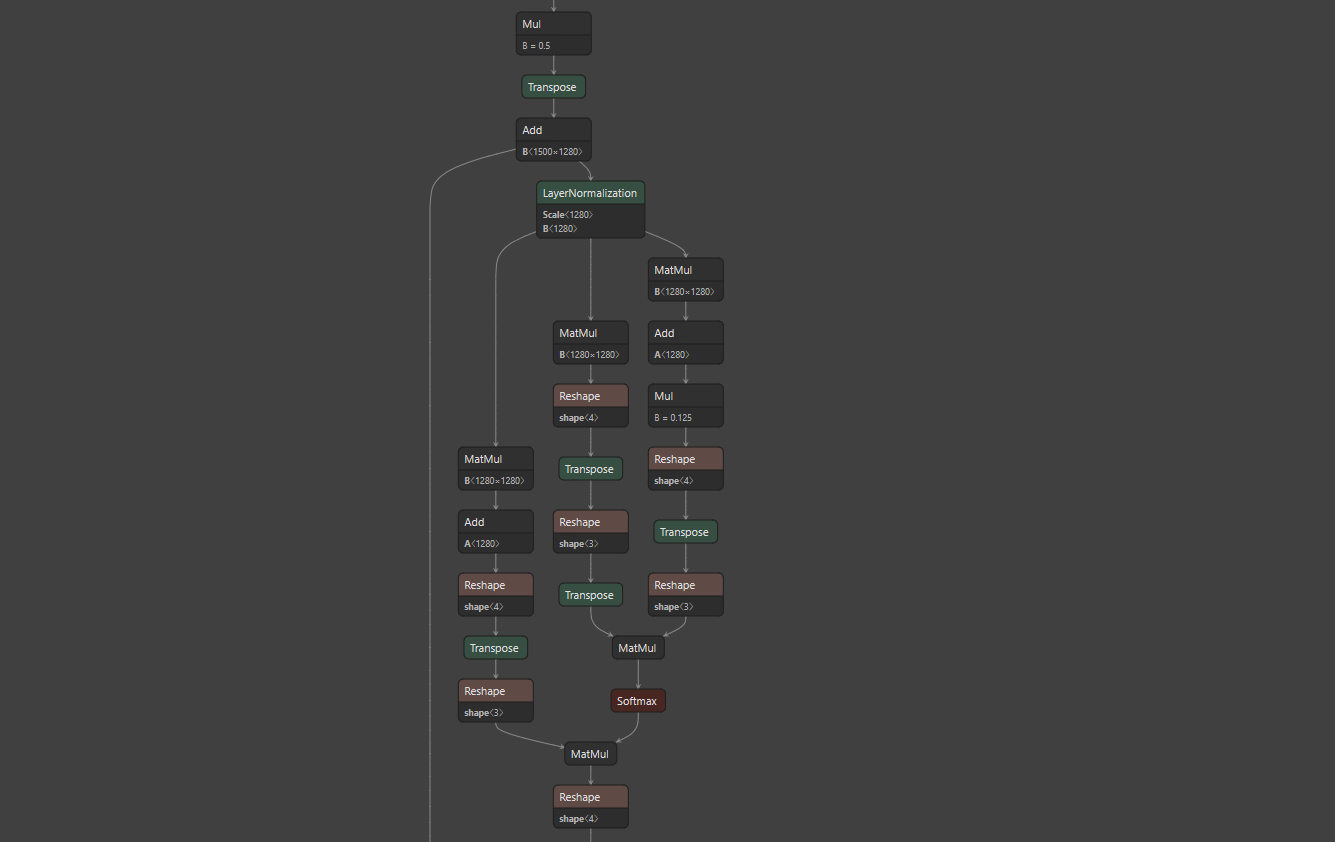 Mul
B = 0.5
Transpose
Add
B⟨1500×1280⟩
LayerNormalization
Scale⟨1280⟩
B⟨1280⟩
MatMul
B⟨1280×1280⟩
MatMul
B⟨1280×1280⟩
Add
A⟨1280⟩
Reshape
shape⟨4⟩
Mul
B = 0.125
MatMul
B⟨1280×1280⟩
Transpose
Reshape
shape⟨4⟩
Add
A⟨1280⟩
Reshape
shape⟨3⟩
Transpose
Reshape
shape⟨4⟩
Transpose
Reshape
shape⟨3⟩
Transpose
MatMul
Reshape
shape⟨3⟩
Softmax
MatMul
Reshape
shape⟨4⟩